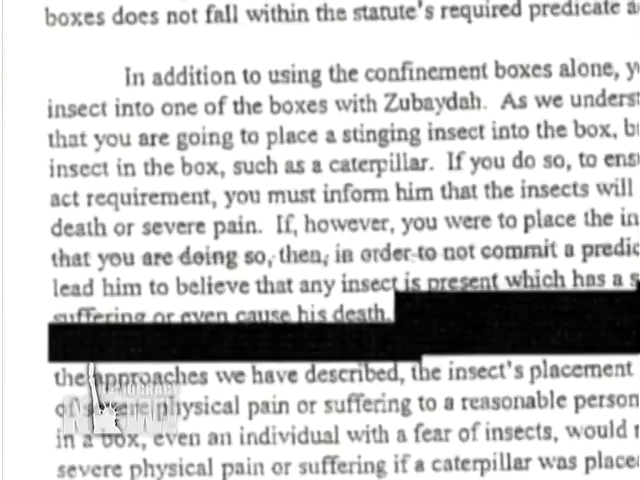 boxes does not fall within the statute's required predicate
In addition to using the confinement boxes alone,
insect into one of the boxes with Zubaydah. As we
that you are going to place a stinging insect into the box,
insect in the box, such as a caterpillar. If you do so, to
act requirement, you must inform him that the insects will
death or severe pain. If, however, you were to place the
that you are doing so, then, in order to not commit a
lead him to believe that any insect is present which has a
suffering or even cause his death.
the approaches we have described, the insect's placement
of severe physical pain or suffering to a reasonable person
in a box, even an individual with a fear of insects, would
severe physical pain or suffering if a caterpillar was